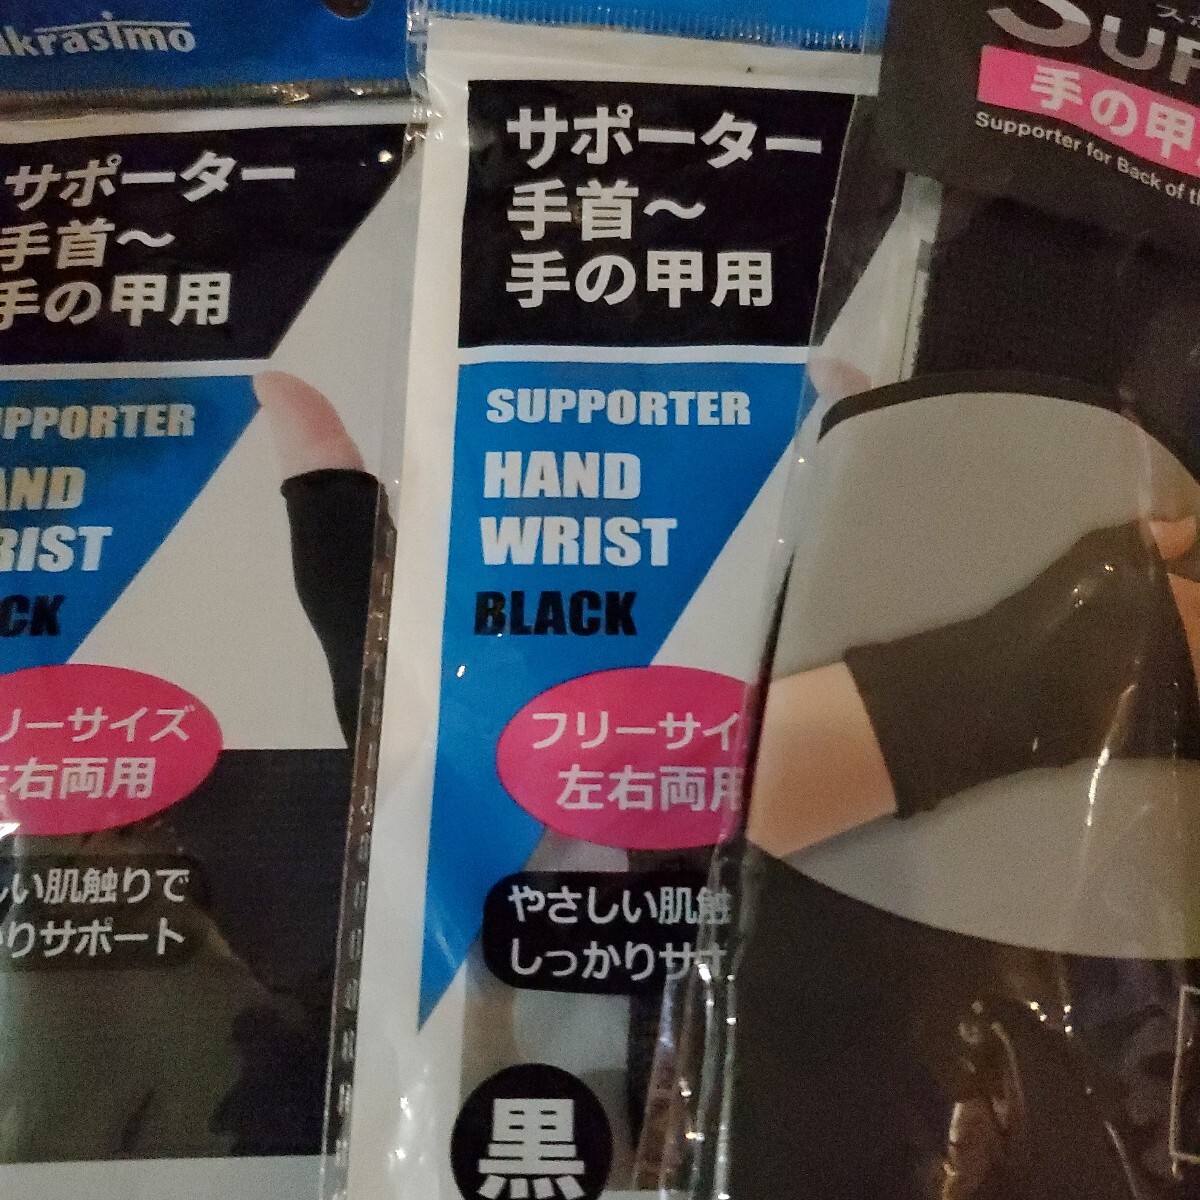 akrasimo
サポーター
手首～
手の甲用
UPPORTER
AND
RIST
CK
リーサイズ
左右両用
しい肌触りで
かりサポート
サポーター
手首～
手の甲用
SUPPORTER
HAND
WRIST
BLACK
フリーサイ
左右両用
やさしい肌触
しっかりサポ
黒
SUP
手の甲
Supporter for Back of th